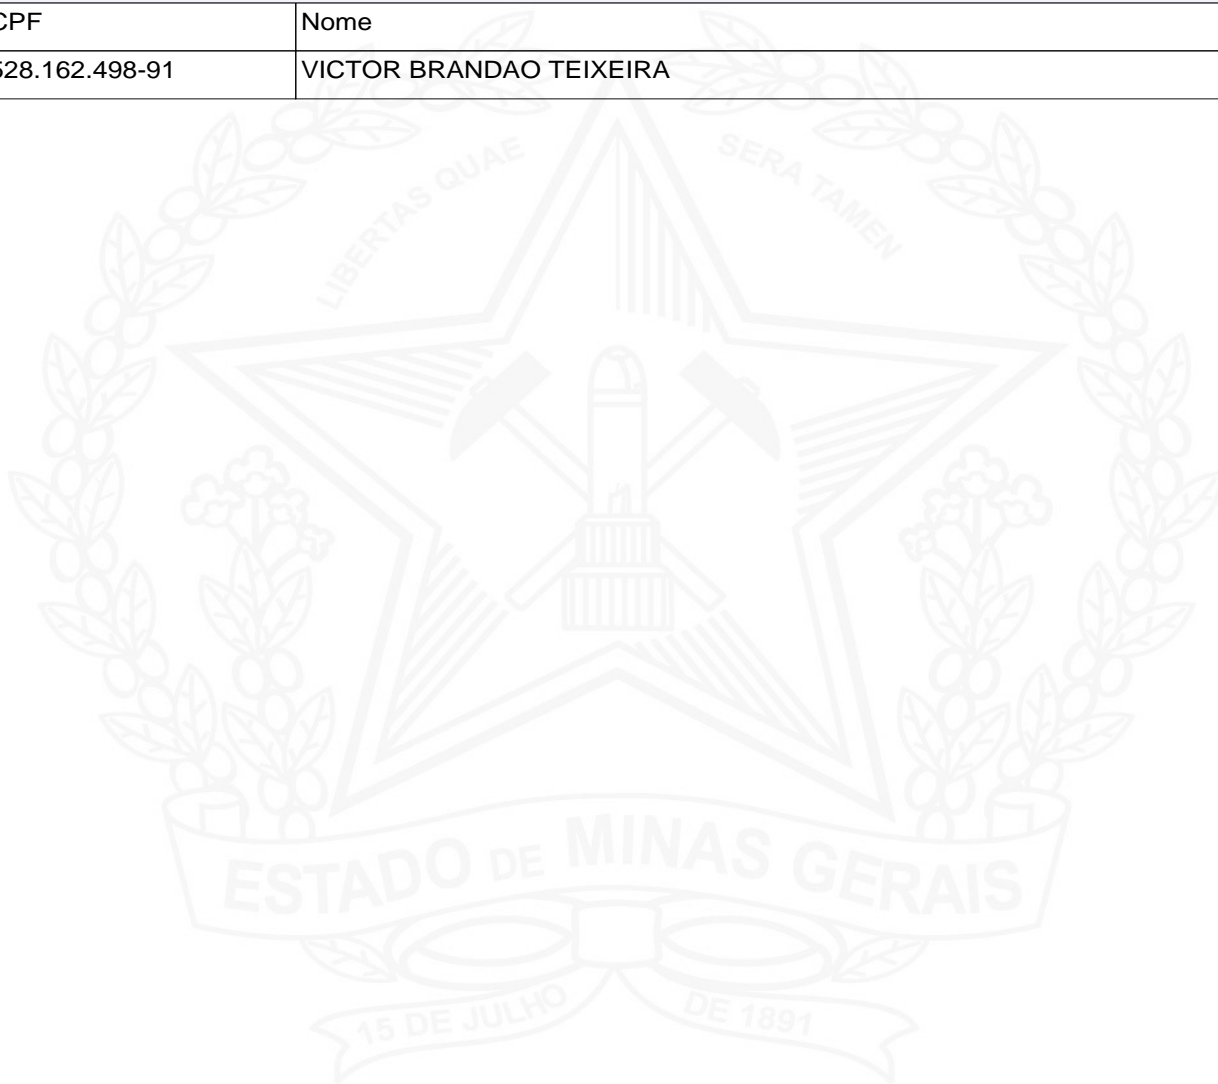 CPF Nome
528.162.498-91 VICTOR BRANDAO TEIXEIRA
LIBERTAS QUAE SERA TAMEN
ESTADO DE MINAS GERAIS
15 DE JULHO DE 1891